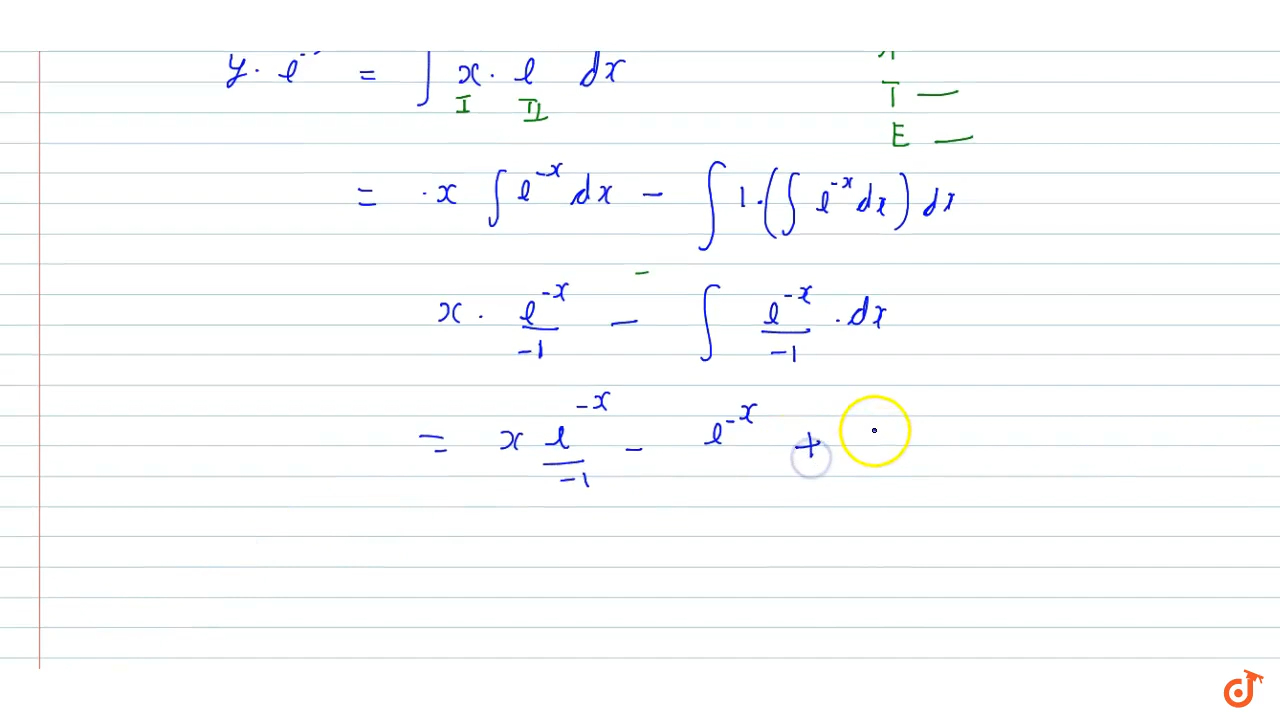 y · e^{-x} = ∫ x · e dx
I II
T —
E —
= · x ∫ e^{-x} dx - ∫ 1 · (∫ e^{-x} dx) dx
x · e^{-x}/-1 - ∫ e^{-x}/-1 · dx
= x e^{-x}/-1 - e^{-x} +